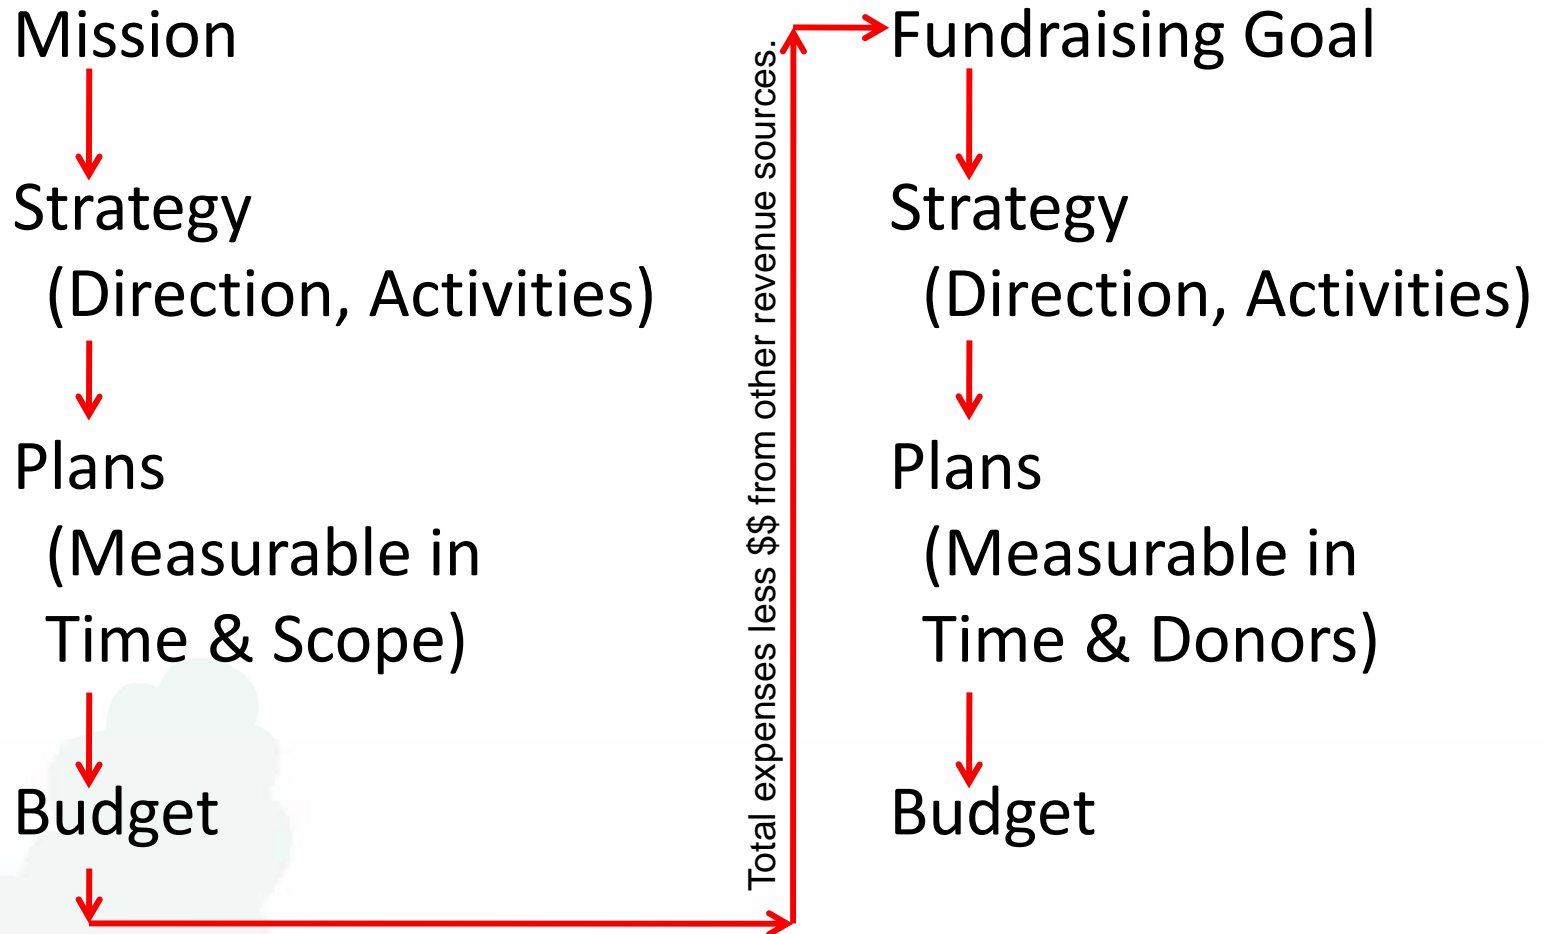 Mission
Strategy
(Direction, Activities)
Plans
(Measurable in
Time & Scope)
Budget
Total expenses less $$ from other revenue sources.
Fundraising Goal
Strategy
(Direction, Activities)
Plans
(Measurable in
Time & Donors)
Budget